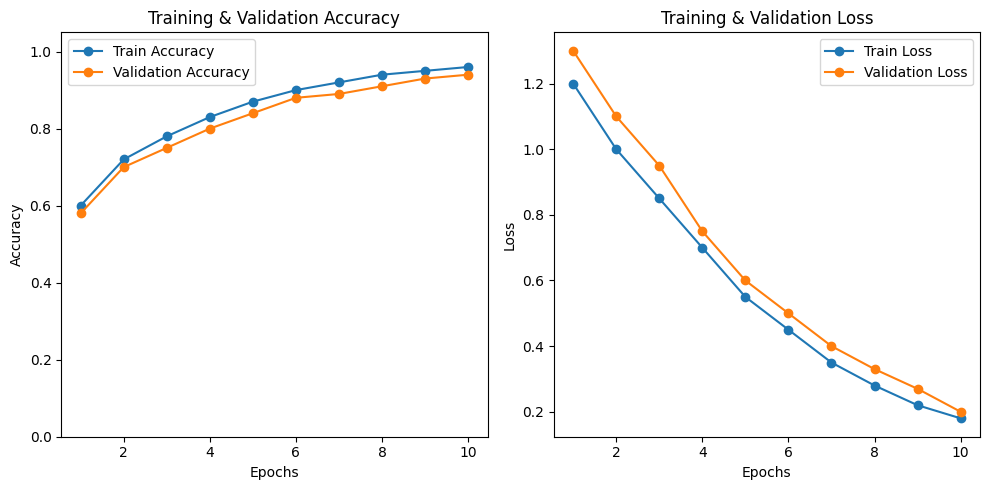 Training & Validation Accuracy
Train Accuracy
Validation Accuracy
1.0
0.8
0.6
0.4
0.2
0.0
Accuracy
2 4 6 8 10
Epochs
Training & Validation Loss
Train Loss
Validation Loss
1.2
1.0
0.8
0.6
0.4
0.2
Loss
2 4 6 8 10
Epochs